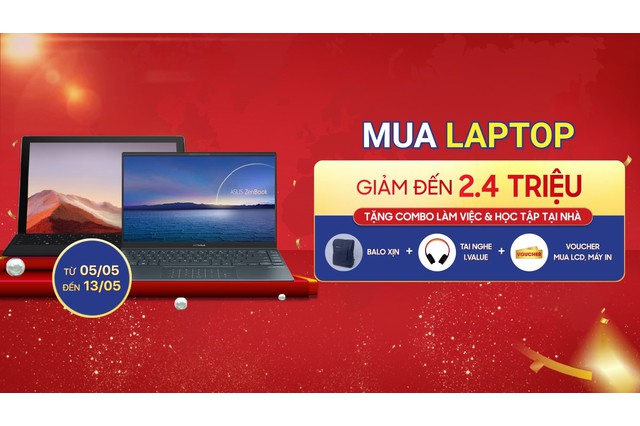 MUA LAPTOP
GIẢM ĐẾN 2.4 TRIỆU
TẶNG COMBO LÀM VIỆC & HỌC TẬP TẠI NHÀ
BALO XỊN + TAI NGHE I.VALUE + VOUCHER MUA LCD, MÁY IN
VOUCHER
ASUS ZenBook
TỪ 05/05
ĐẾN 13/05